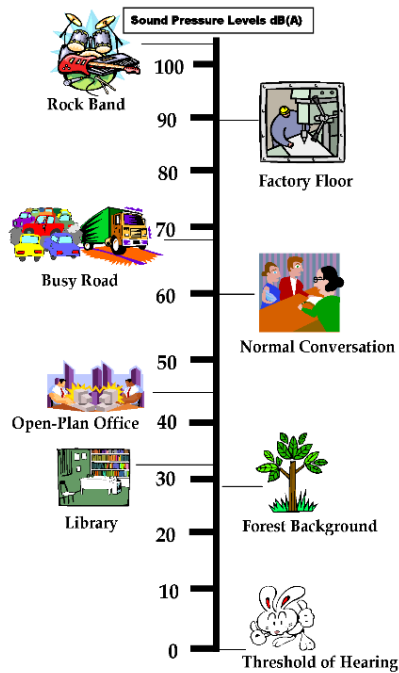 Sound Pressure Levels dB(A)
100
Rock Band
90
80
Factory Floor
70
Busy Road
60
Normal Conversation
50
Open-Plan Office
40
30
Library
Forest Background
20
10
0
Threshold of Hearing